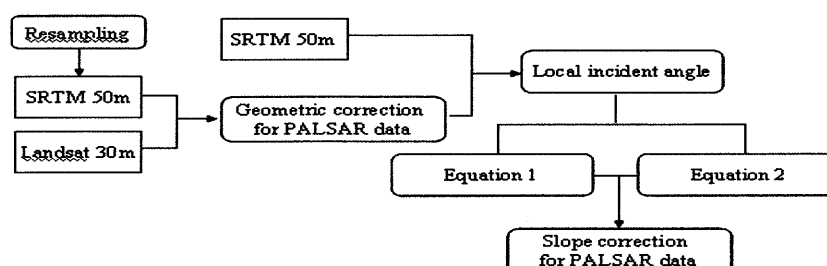 Resampling
SRTM 50m
SRTM 50m
Local incident angle
Geometric correction
for PALSAR data
Landsat 30m
Equation 1
Equation 2
Slope correction
for PALSAR data